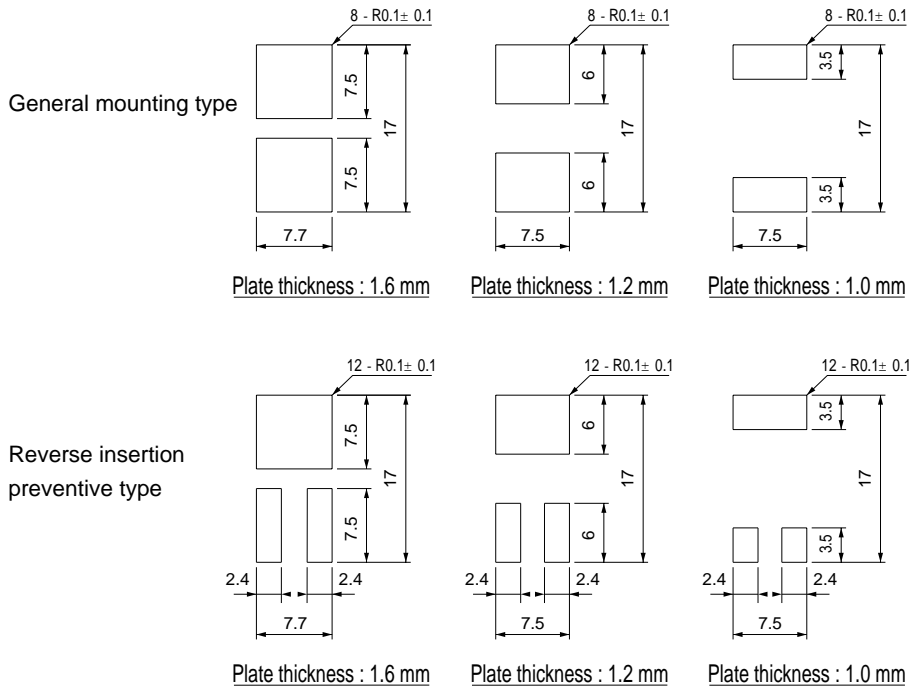 8 - R0.1± 0.1
8 - R0.1± 0.1
8 - R0.1± 0.1
General mounting type
7.5
7.5
17
7.7
6
6
17
7.5
3.5
3.5
17
7.5
Plate thickness : 1.6 mm
Plate thickness : 1.2 mm
Plate thickness : 1.0 mm
12 - R0.1± 0.1
12 - R0.1± 0.1
12 - R0.1± 0.1
Reverse insertion
preventive type
7.5
7.5
17
2.4
2.4
7.7
6
6
17
2.4
2.4
7.5
3.5
3.5
17
2.4
2.4
7.5
Plate thickness : 1.6 mm
Plate thickness : 1.2 mm
Plate thickness : 1.0 mm